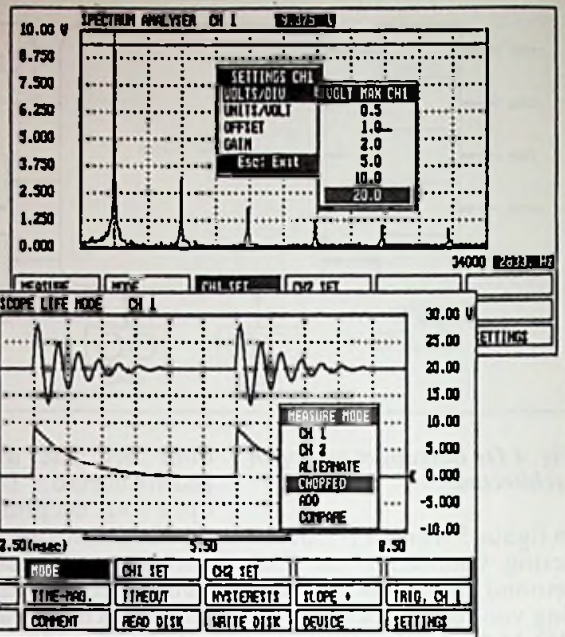 SPECTRUM ANALYSER CH 1
10.00 V
8.750
7.500
6.250
5.000
3.750
2.500
1.250
0.000
SETTINGS CH1
VOLTS/DIV
UNITS/VOLT
OFFSET
GAIN
Esc: Exit
VOLT MAX CH1
0.5
1.0
2.0
5.0
10.0
20.0
34000
Hz
MEASURE
MODE
CH1 SET
CH2 SET
ETTINGS
SCOPE LIFE MODE CH 1
30.00 V
25.00
20.00
15.00
10.00
5.000
0.000
-5.000
-10.00
MEASURE MODE
CH 1
CH 2
ALTERNATE
CHOPPED
ADD
COMPARE
2.50(msec)
5.50
8.50
MODE
CH1 SET
CH2 SET
TIME-MAG.
TIMEOUT
HYSTERESIS
SLOPE +
TRIG. CH 1
COMMENT
READ DISK
WRITE DISK
DEVICE
SETTINGS